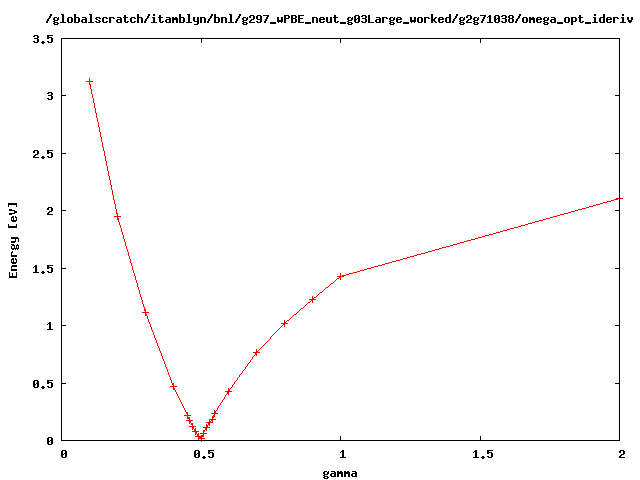 /globalscratch/itamblyn/bnl/g297_wPBE_neut_g03Large_worked/g2g71038/omega_opt_ideriv
3.5
3
2.5
2
1.5
1
0.5
0
Energy [eV]
0 0.5 1 1.5 2
gamma